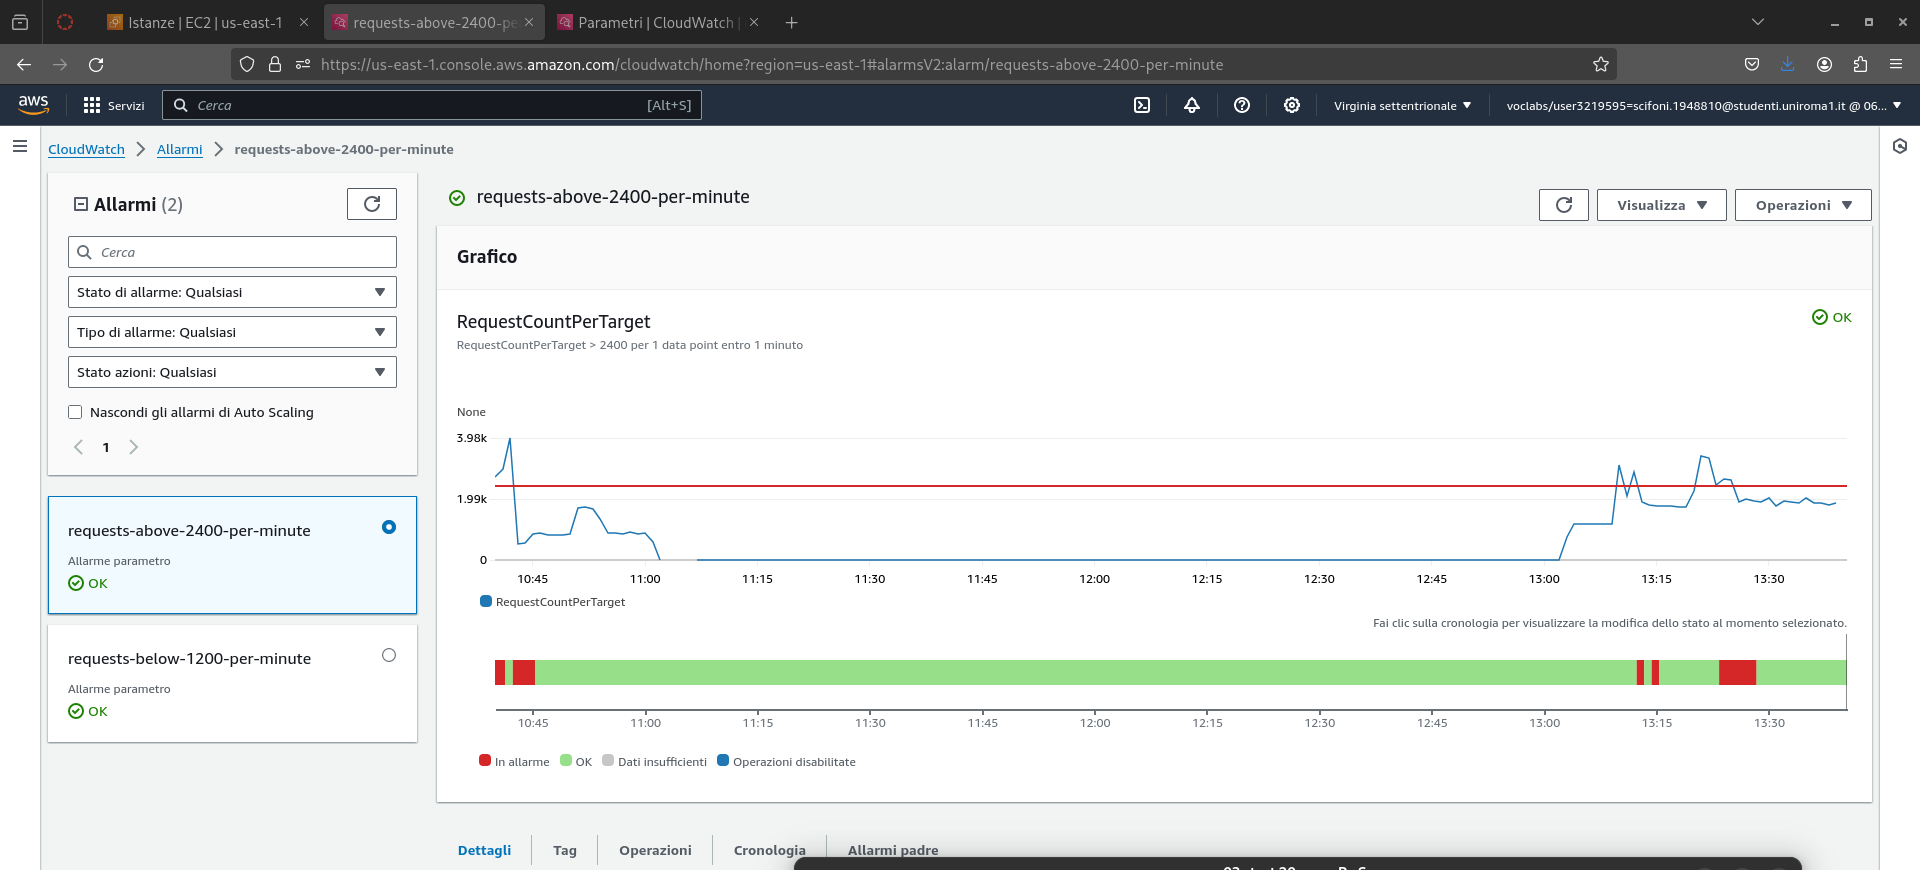 Istanze | EC2 | us-east-1
requests-above-2400-pe
Parametri | CloudWatch |
https://us-east-1.console.aws.amazon.com/cloudwatch/home?region=us-east-1#alarmsV2:alarm/requests-above-2400-per-minute
aws
Servizi
Cerca
[Alt+S]
Virginia settentrionale
voclabs/user3219595=scifoni.1948810@studenti.uniroma1.it @ 06...
CloudWatch
Allarmi
requests-above-2400-per-minute
Allarmi (2)
Cerca
Stato di allarme: Qualsiasi
Tipo di allarme: Qualsiasi
Stato azioni: Qualsiasi
Nascondi gli allarmi di Auto Scaling
1
requests-above-2400-per-minute
Allarme parametro
OK
requests-below-1200-per-minute
Allarme parametro
OK
requests-above-2400-per-minute
Visualizza
Operazioni
Grafico
RequestCountPerTarget
OK
RequestCountPerTarget > 2400 per 1 data point entro 1 minuto
None
3.98k
1.99k
0
10:45 11:00 11:15 11:30 11:45 12:00 12:15 12:30 12:45 13:00 13:15 13:30
RequestCountPerTarget
Fai clic sulla cronologia per visualizzare la modifica dello stato al momento selezionato.
10:45 11:00 11:15 11:30 11:45 12:00 12:15 12:30 12:45 13:00 13:15 13:30
In allarme OK Dati insufficienti Operazioni disabilitate
Dettagli
Tag
Operazioni
Cronologia
Allarmi padre